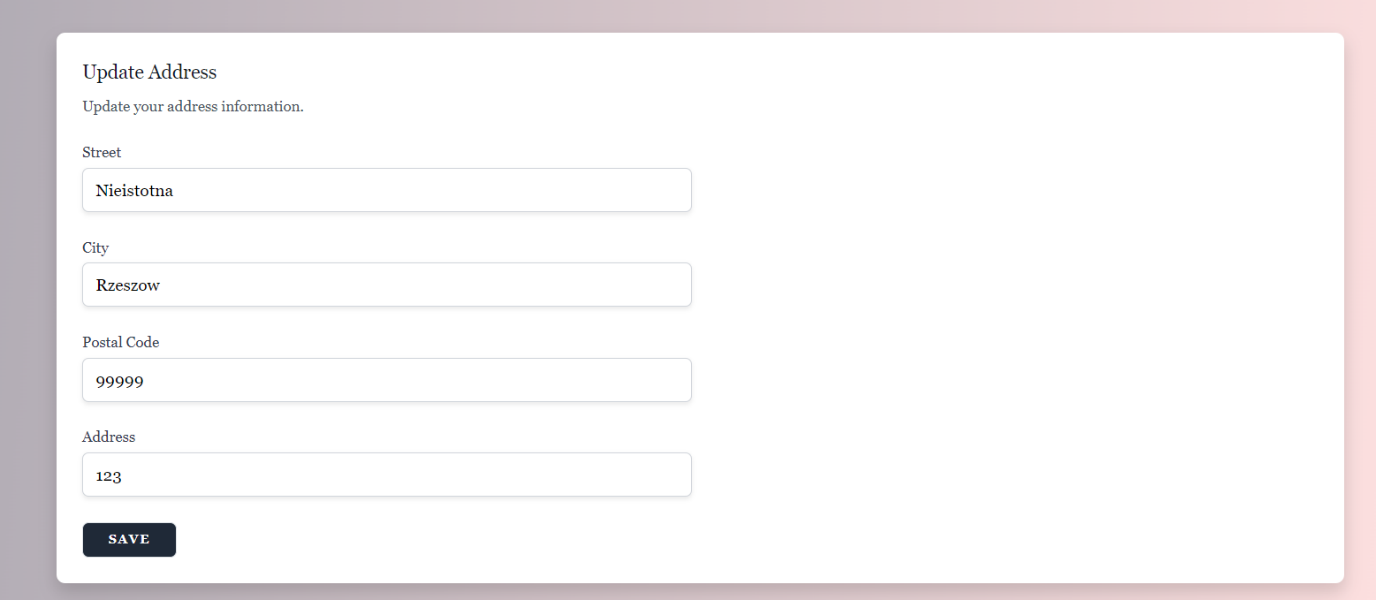 Update Address
Update your address information.
Street
Nieistotna
City
Rzeszow
Postal Code
99999
Address
123
SAVE